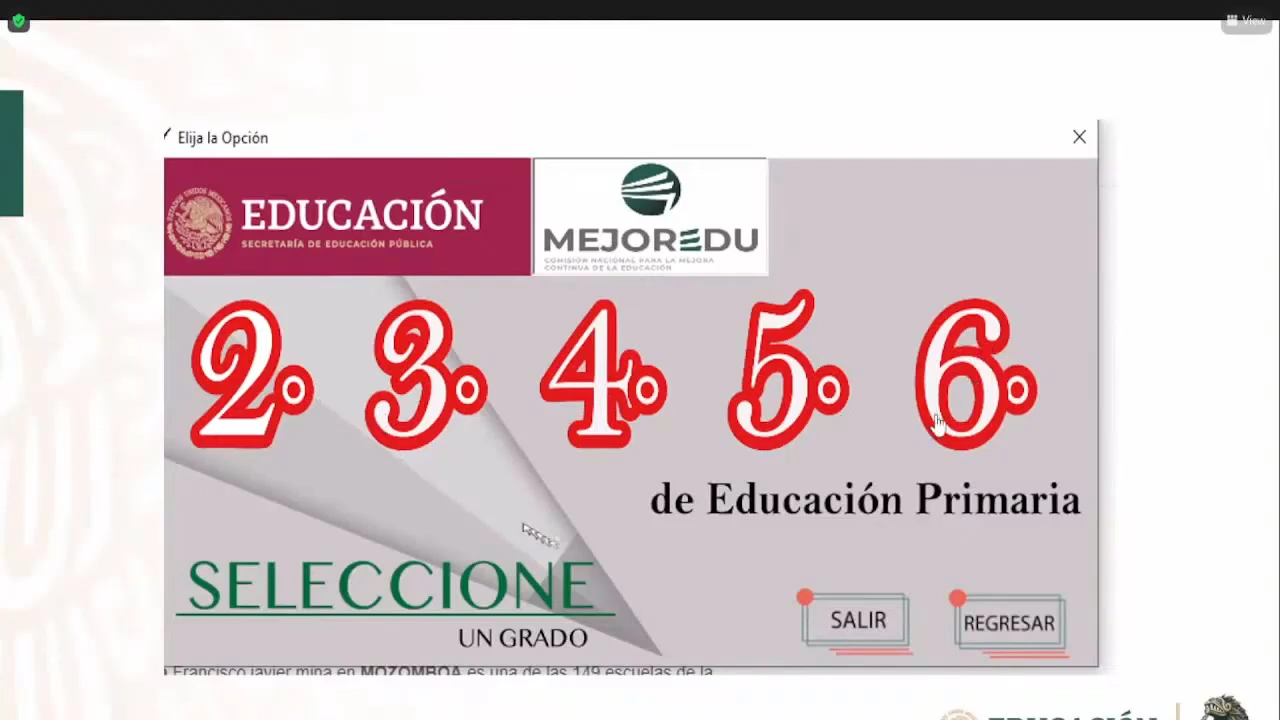 View
Elija la Opción
EDUCACIÓN
SECRETARÍA DE EDUCACIÓN PÚBLICA
MEJOREDU
COMISIÓN NACIONAL PARA LA MEJORA
CONTINUA DE LA EDUCACIÓN
2° 3° 4° 5° 6°
de Educación Primaria
SELECCIONE
UN GRADO
SALIR
REGRESAR
Francisco javier mina en MOZOMBOA es una de las 149 escuelas de la
EDUCACIÓN